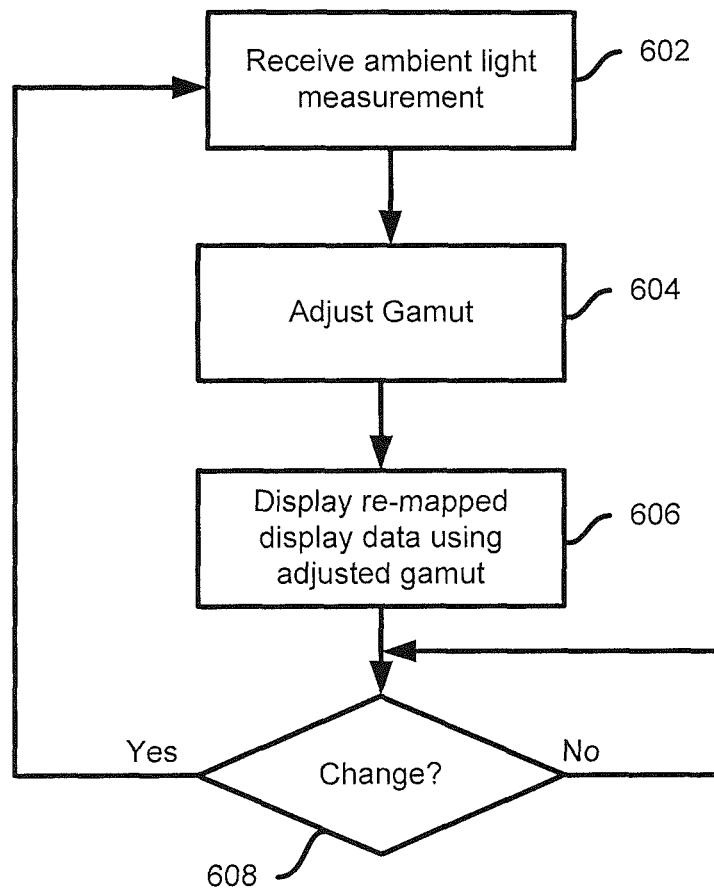 Receive ambient light
measurement
602
Adjust Gamut
604
Display re-mapped
display data using
adjusted gamut
606
Yes
Change?
No
608